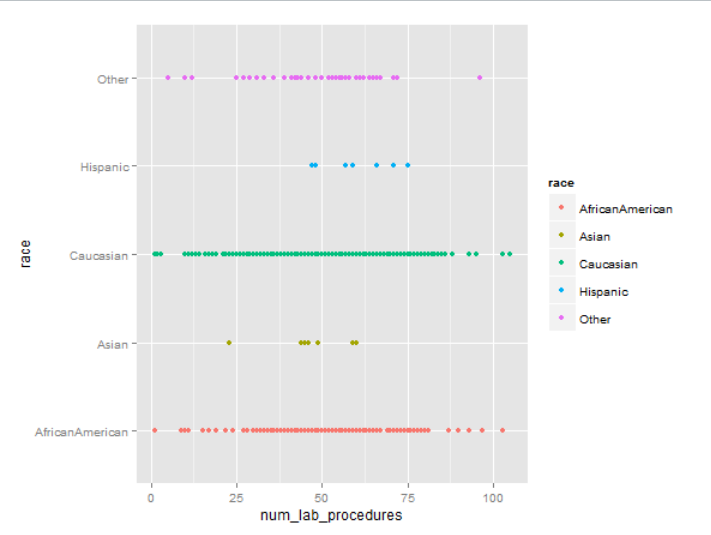 Other
Hispanic
Caucasian
Asian
AfricanAmerican
race
0 25 50 75 100
num_lab_procedures
race
AfricanAmerican
Asian
Caucasian
Hispanic
Other